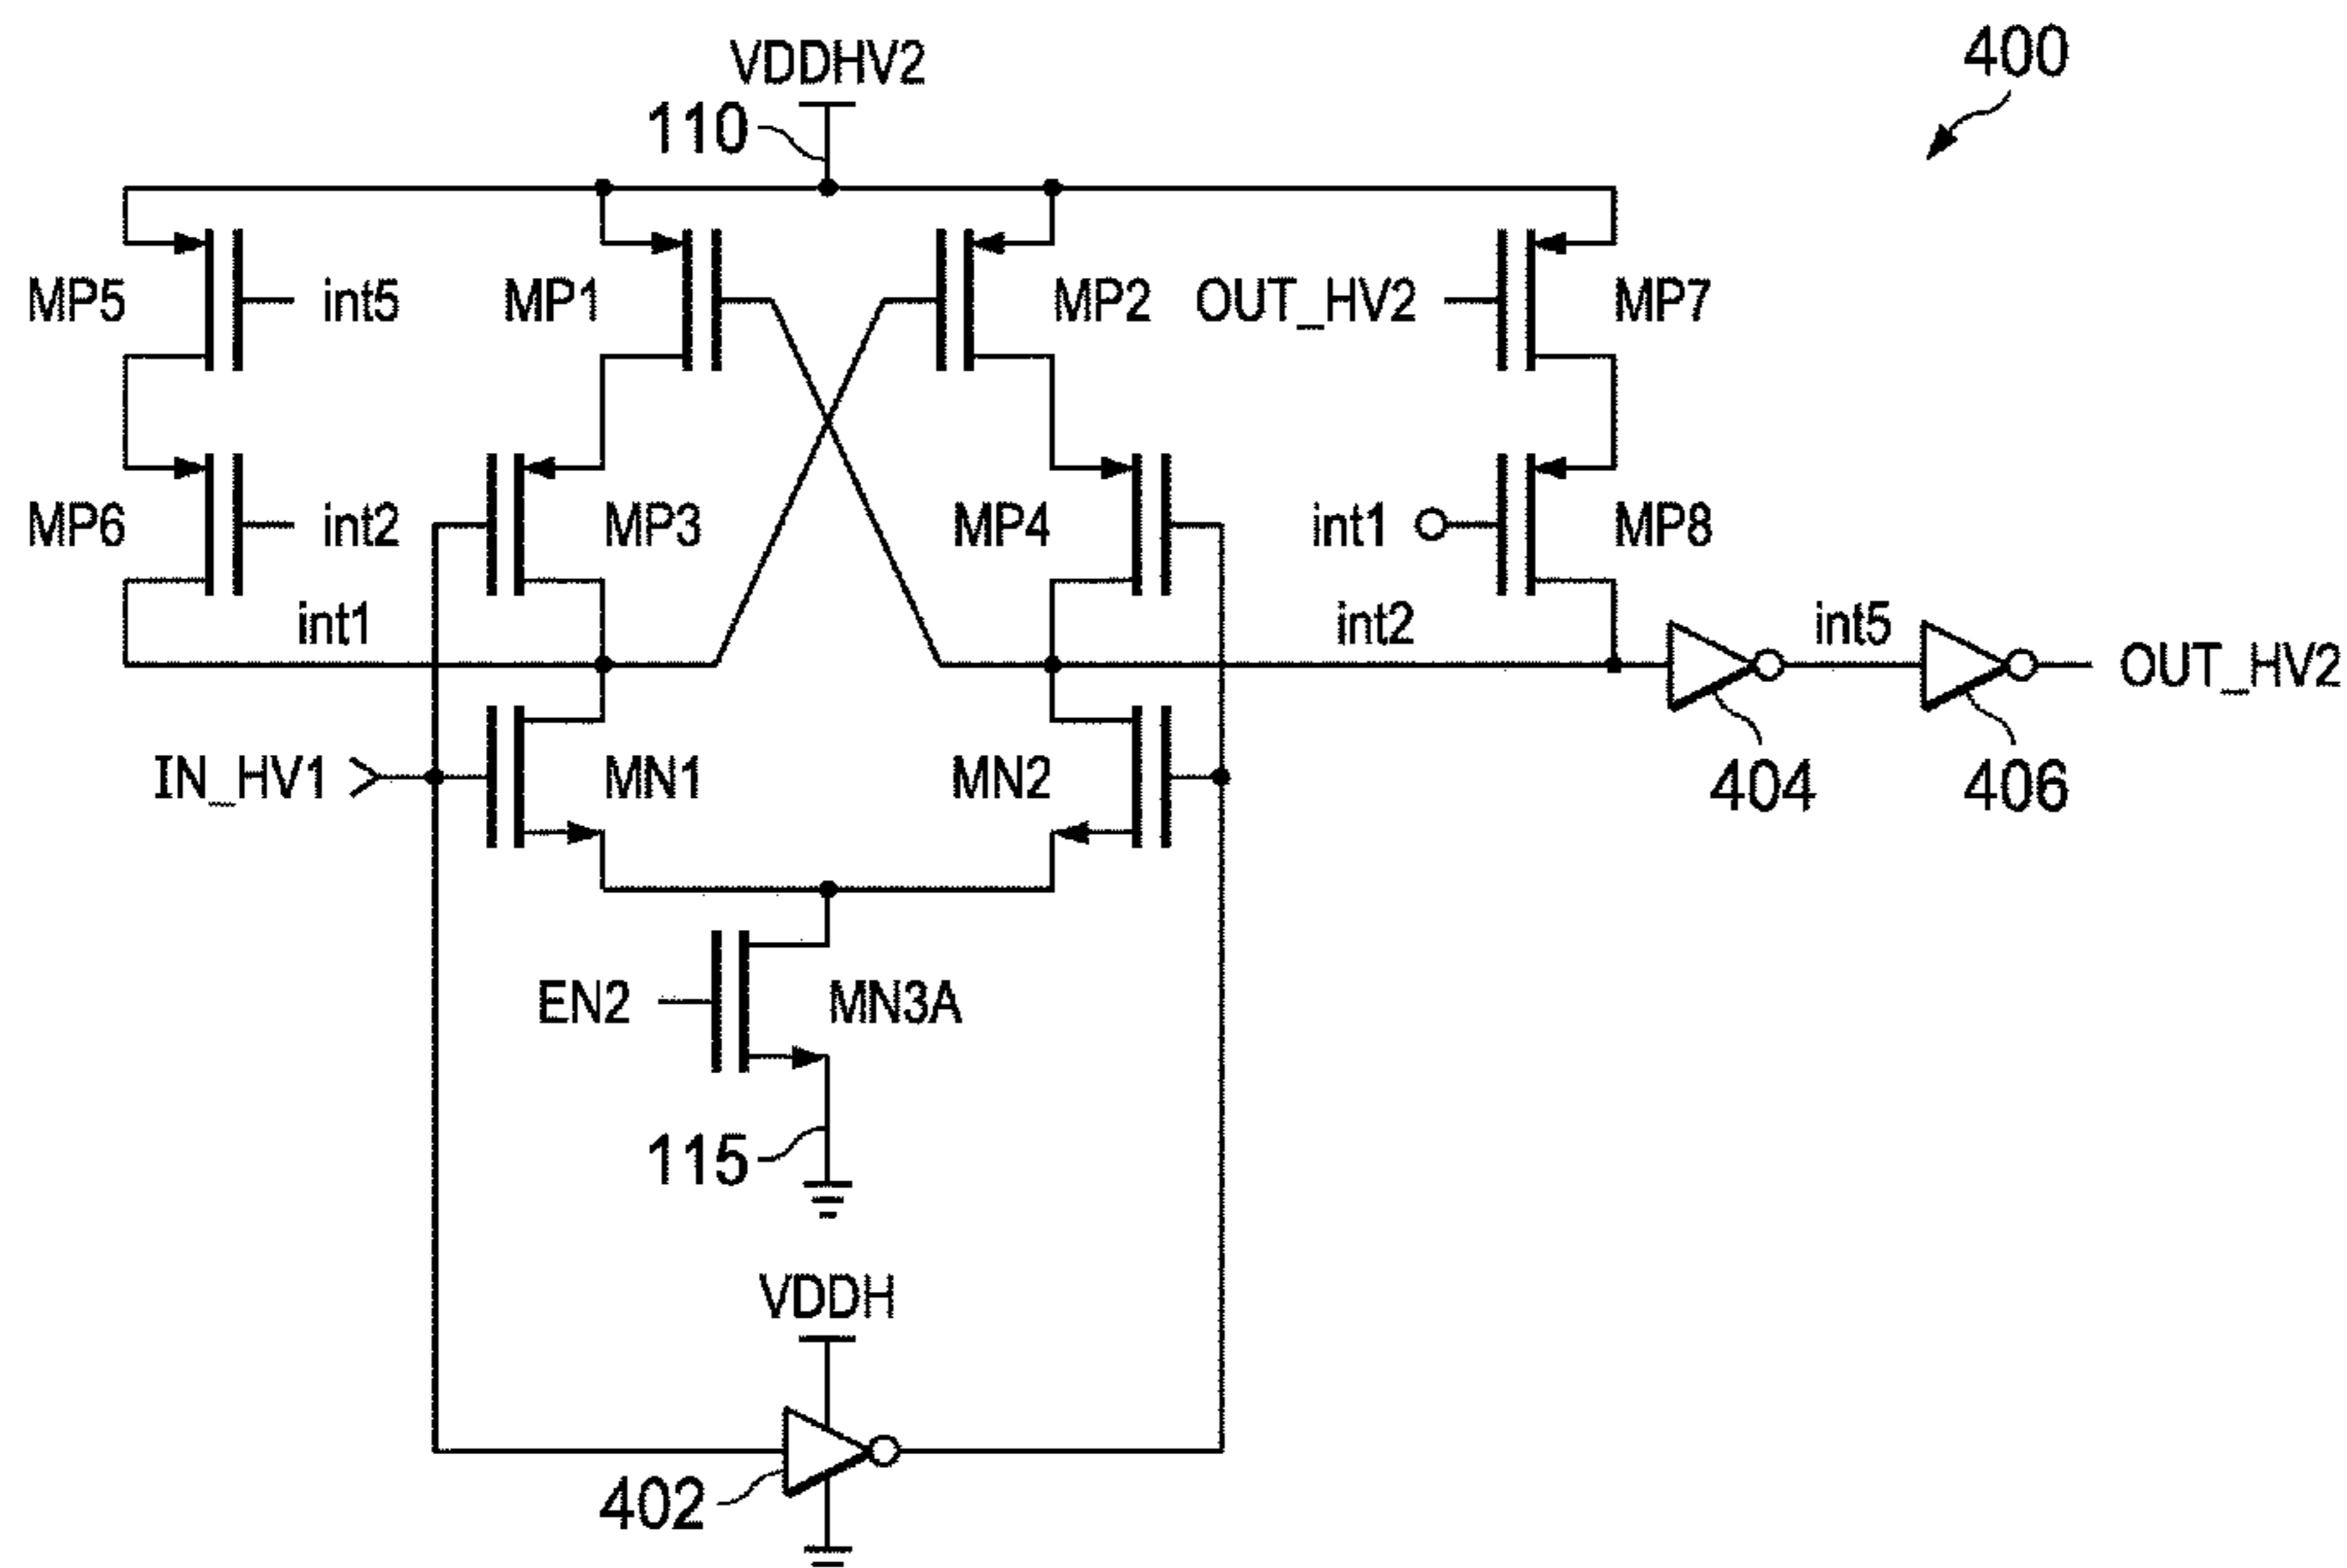 400
VDDHV2
110
MP5
int5
MP1
MP2
OUT_HV2
MP7
MP6
int2
MP3
MP4
int1
MP8
int1
int2
int5
OUT_HV2
IN_HV1
MN1
MN2
404
406
EN2
MN3A
115
VDDH
402